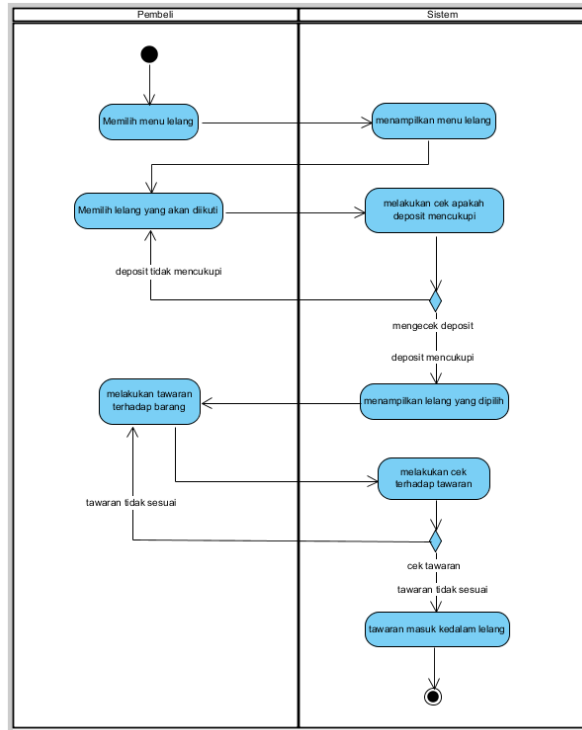 Pembeli
Sistem
Memilih menu lelang
menampilkan menu lelang
Memilih lelang yang akan diikuti
melakukan cek apakah
deposit mencukupi
deposit tidak mencukupi
mengecek deposit
deposit mencukupi
melakukan tawaran
terhadap barang
menampilkan lelang yang dipilih
melakukan cek
terhadap tawaran
tawaran tidak sesuai
cek tawaran
tawaran tidak sesuai
tawaran masuk kedalam lelang